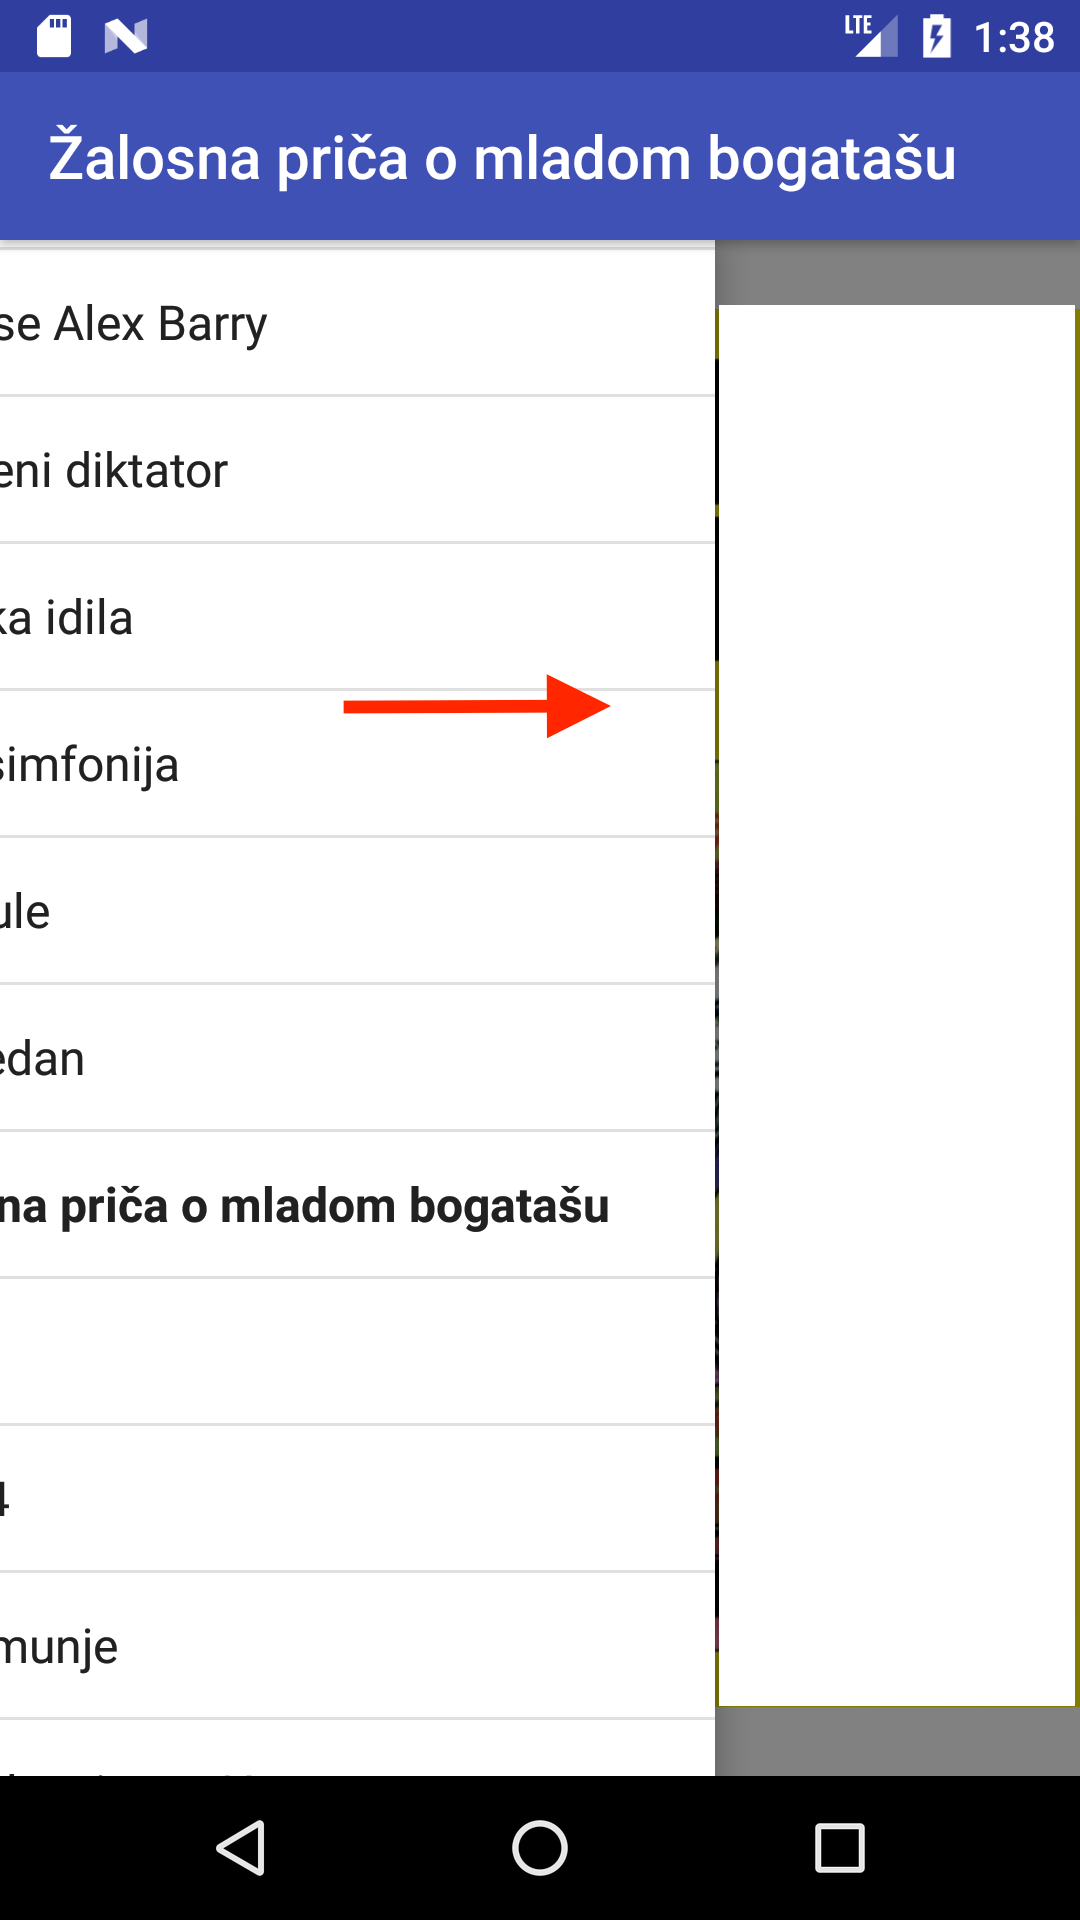 LTE 1:38
Žalosna priča o mladom bogatašu
se Alex Barry
eni diktator
ka idila
simfonija
ule
edan
na priča o mladom bogatašu
4
munje